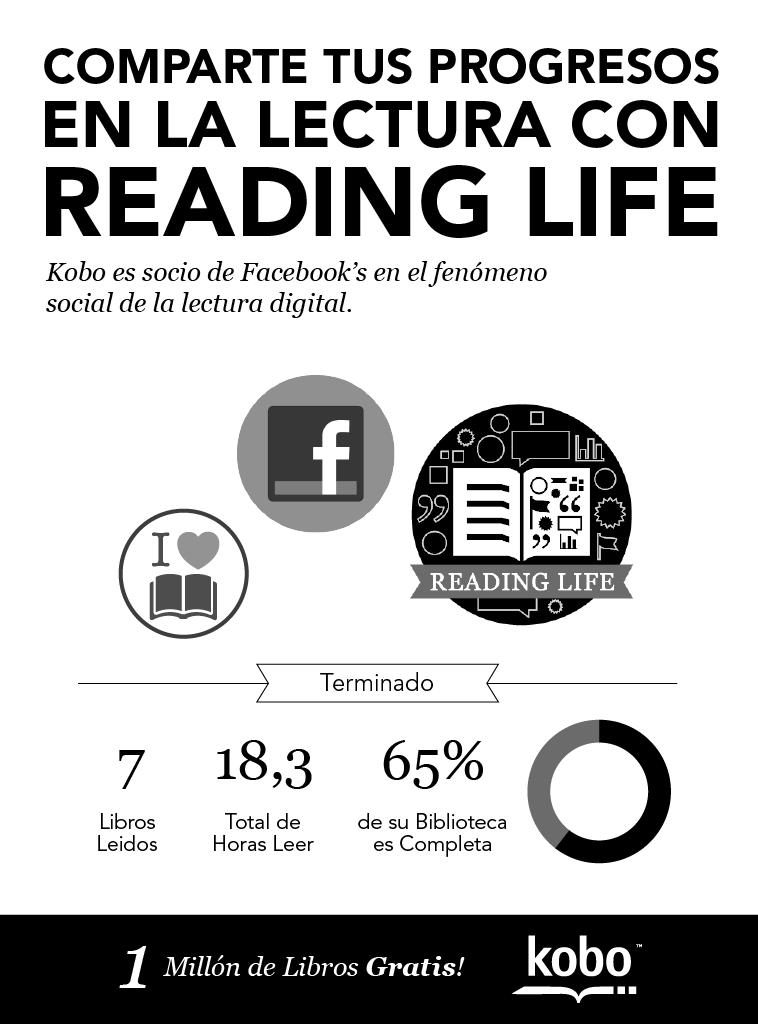 COMPARTE TUS PROGRESOS
EN LA LECTURA CON
READING LIFE
Kobo es socio de Facebook’s en el fenómeno
social de la lectura digital.
f
I
READING LIFE
Terminado
7
Libros
Leidos
18,3
Total de
Horas Leer
65%
de su Biblioteca
es Completa
1 Millón de Libros Gratis!
kobo™